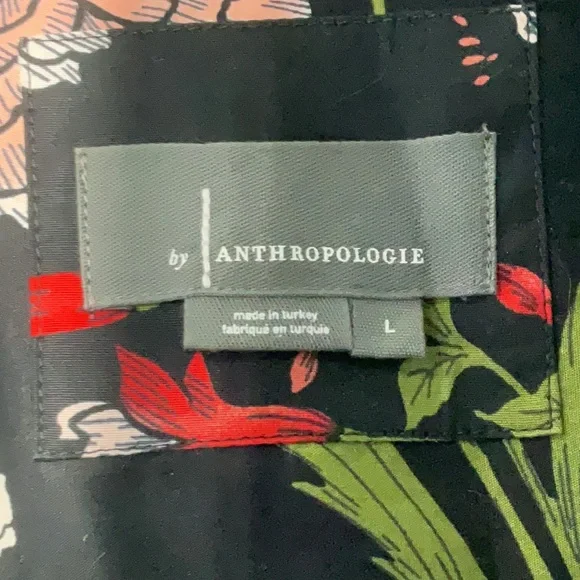 by ANTHROPOLOGIE
made in turkey
fabriqué en turquie
L